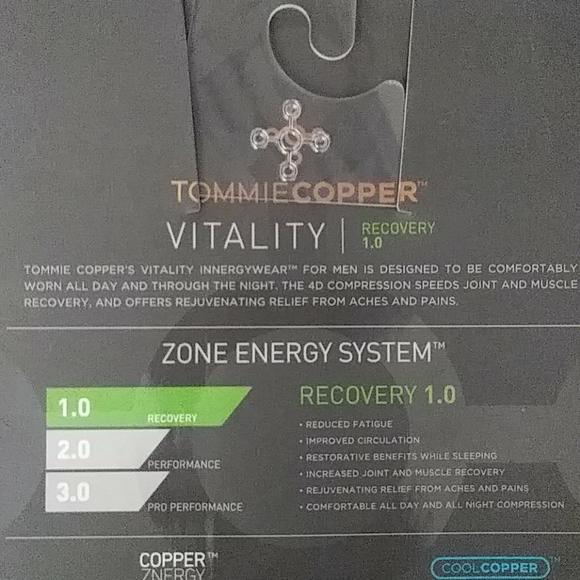 TOMMIECOPPER™
VITALITY | RECOVERY
1.0
TOMMIE COPPER'S VITALITY INNERGYWEAR™ FOR MEN IS DESIGNED TO BE COMFORTABLY
WORN ALL DAY AND THROUGH THE NIGHT. THE 4D COMPRESSION SPEEDS JOINT AND MUSCLE
RECOVERY, AND OFFERS REJUVENATING RELIEF FROM ACHES AND PAINS.
ZONE ENERGY SYSTEM™
1.0 RECOVERY
2.0 PERFORMANCE
3.0 PRO PERFORMANCE
RECOVERY 1.0
• REDUCED FATIGUE
• IMPROVED CIRCULATION
• RESTORATIVE BENEFITS WHILE SLEEPING
• INCREASED JOINT AND MUSCLE RECOVERY
• REJUVENATING RELIEF FROM ACHES AND PAINS
• COMFORTABLE ALL DAY AND ALL NIGHT COMPRESSION
COPPER™
ZNERGY
COOLCOPPER™